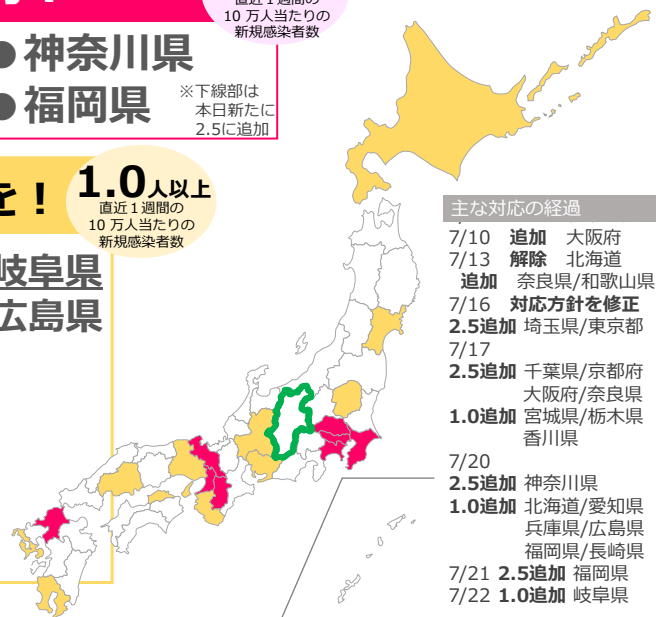 直近１週間の
10 万人当たりの
新規感染者数
●神奈川県
●福岡県
※下線部は
本日新たに
2.5に追加
を！
1.0人以上
直近１週間の
10 万人当たりの
新規感染者数
岐阜県
広島県
主な対応の経過
7/10 追加 大阪府
7/13 解除 北海道
追加 奈良県/和歌山県
7/16 対応方針を修正
2.5追加 埼玉県/東京都
7/17
2.5追加 千葉県/京都府
大阪府/奈良県
1.0追加 宮城県/栃木県
香川県
7/20
2.5追加 神奈川県
1.0追加 北海道/愛知県
兵庫県/広島県
福岡県/長崎県
7/21 2.5追加 福岡県
7/22 1.0追加 岐阜県